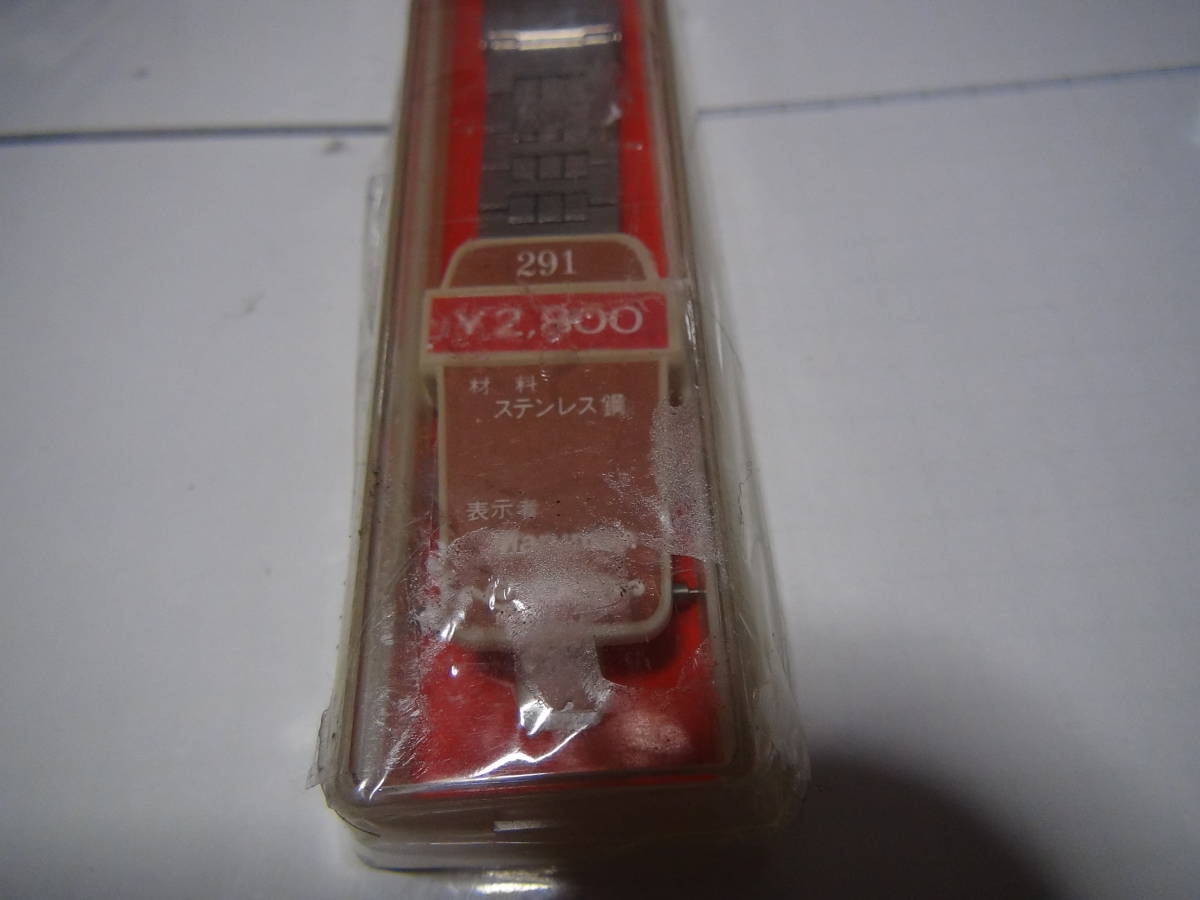 291
¥2,800
材料
ステンレス鋼
表示者